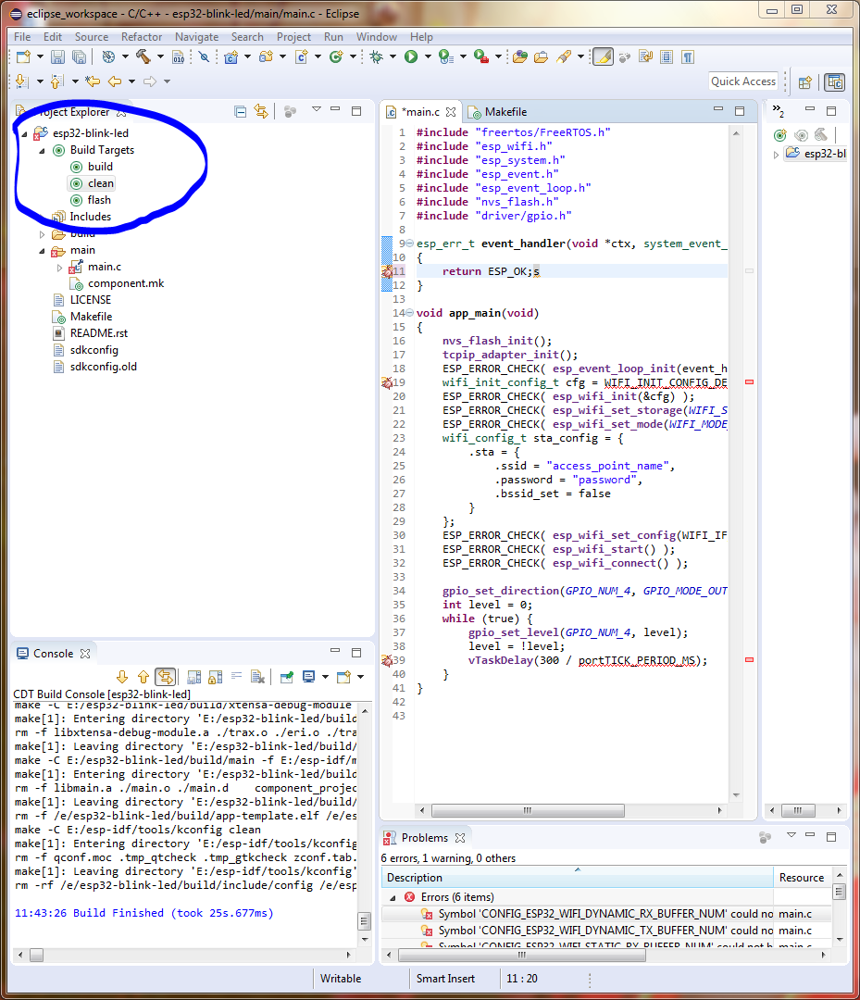 eclipse_workspace - C/C++ - esp32-blink-led/main/main.c - Eclipse
File Edit Source Refactor Navigate Search Project Run Window Help
010
Quick Access
Project Explorer
esp32-blink-led
Build Targets
build
clean
flash
Includes
build
main
main.c
component.mk
LICENSE
Makefile
README.rst
sdkconfig
sdkconfig.old
*main.c
Makefile
1 #include "freertos/FreeRTOS.h"
2 #include "esp_wifi.h"
3 #include "esp_system.h"
4 #include "esp_event.h"
5 #include "esp_event_loop.h"
6 #include "nvs_flash.h"
7 #include "driver/gpio.h"
8
9 esp_err_t event_handler(void *ctx, system_event_
10 {
11 return ESP_OK;s
12 }
13
14 void app_main(void)
15 {
16 nvs_flash_init();
17 tcpip_adapter_init();
18 ESP_ERROR_CHECK( esp_event_loop_init(event_h
19 wifi_init_config_t cfg = WIFI_INIT_CONFIG_DE
20 ESP_ERROR_CHECK( esp_wifi_init(&cfg) );
21 ESP_ERROR_CHECK( esp_wifi_set_storage(WIFI_S
22 ESP_ERROR_CHECK( esp_wifi_set_mode(WIFI_MODE_
23 wifi_config_t sta_config = {
24 .sta = {
25 .ssid = "access_point_name",
26 .password = "password",
27 .bssid_set = false
28 }
29 };
30 ESP_ERROR_CHECK( esp_wifi_set_config(WIFI_IF
31 ESP_ERROR_CHECK( esp_wifi_start() );
32 ESP_ERROR_CHECK( esp_wifi_connect() );
33
34 gpio_set_direction(GPIO_NUM_4, GPIO_MODE_OUT
35 int level = 0;
36 while (true) {
37 gpio_set_level(GPIO_NUM_4, level);
38 level = !level;
39 vTaskDelay(300 / portTICK_PERIOD_MS);
40 }
41 }
42
43
»2
esp32-bl
Console
CDT Build Console [esp32-blink-led]
make -C E:/esp32-blink-led/build/xtensa-debug-module
make[1]: Entering directory 'E:/esp32-blink-led/build
rm -f libxtensa-debug-module.a ./trax.o ./eri.o ./tra
make[1]: Leaving directory 'E:/esp32-blink-led/build/
make -C E:/esp32-blink-led/build/main -f E:/esp-idf/m
make[1]: Entering directory 'E:/esp32-blink-led/build
rm -f libmain.a ./main.o ./main.d component_projec
make[1]: Leaving directory 'E:/esp32-blink-led/build/
rm -f /e/esp32-blink-led/build/app-template.elf /e/es
make -C E:/esp-idf/tools/kconfig clean
make[1]: Entering directory 'E:/esp-idf/tools/kconfig
rm -f qconf.moc .tmp_qtcheck .tmp_gtkcheck zconf.tab.
make[1]: Leaving directory 'E:/esp-idf/tools/kconfig'
rm -rf /e/esp32-blink-led/build/include/config /e/esp
11:43:26 Build Finished (took 25s.677ms)
Problems
6 errors, 1 warning, 0 others
Description Resource
Errors (6 items)
Symbol 'CONFIG_ESP32_WIFI_DYNAMIC_RX_BUFFER_NUM' could no main.c
Symbol 'CONFIG_ESP32_WIFI_DYNAMIC_TX_BUFFER_NUM' could no main.c
Symbol 'CONFIG_ESP32_WIFI_STATIC_RX_BUFFER_NUM' could not b main.c
Writable Smart Insert 11 : 20